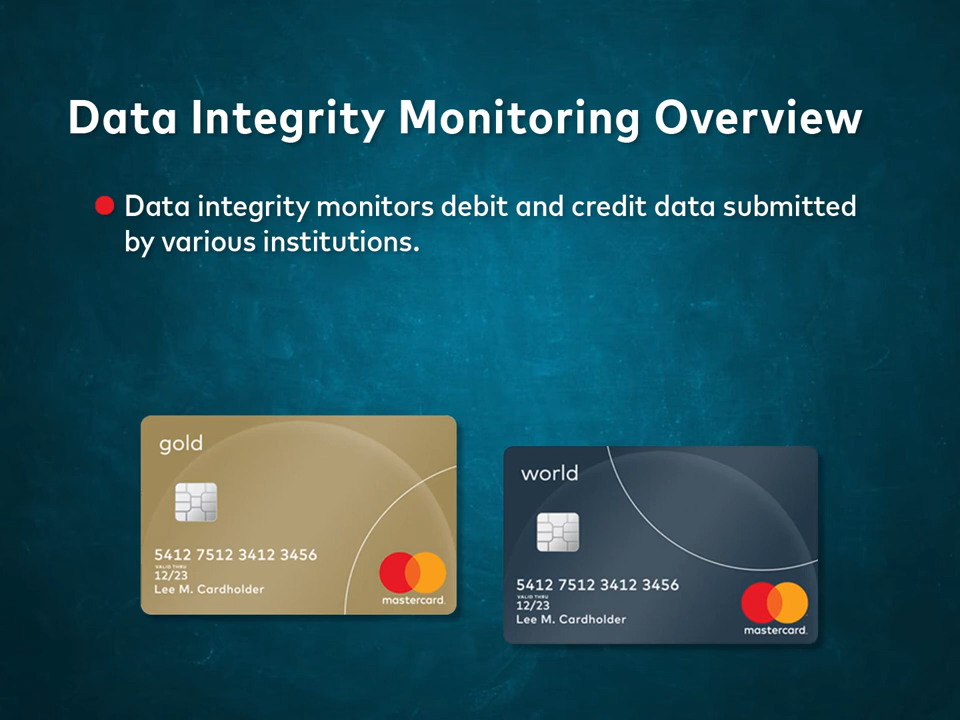 Data Integrity Monitoring Overview
Data integrity monitors debit and credit data submitted
by various institutions.
gold
5412 7512 3412 3456
VALID THRU
12/23
Lee M. Cardholder
mastercard.
world
5412 7512 3412 3456
VALID THRU
12/23
Lee M. Cardholder
mastercard.